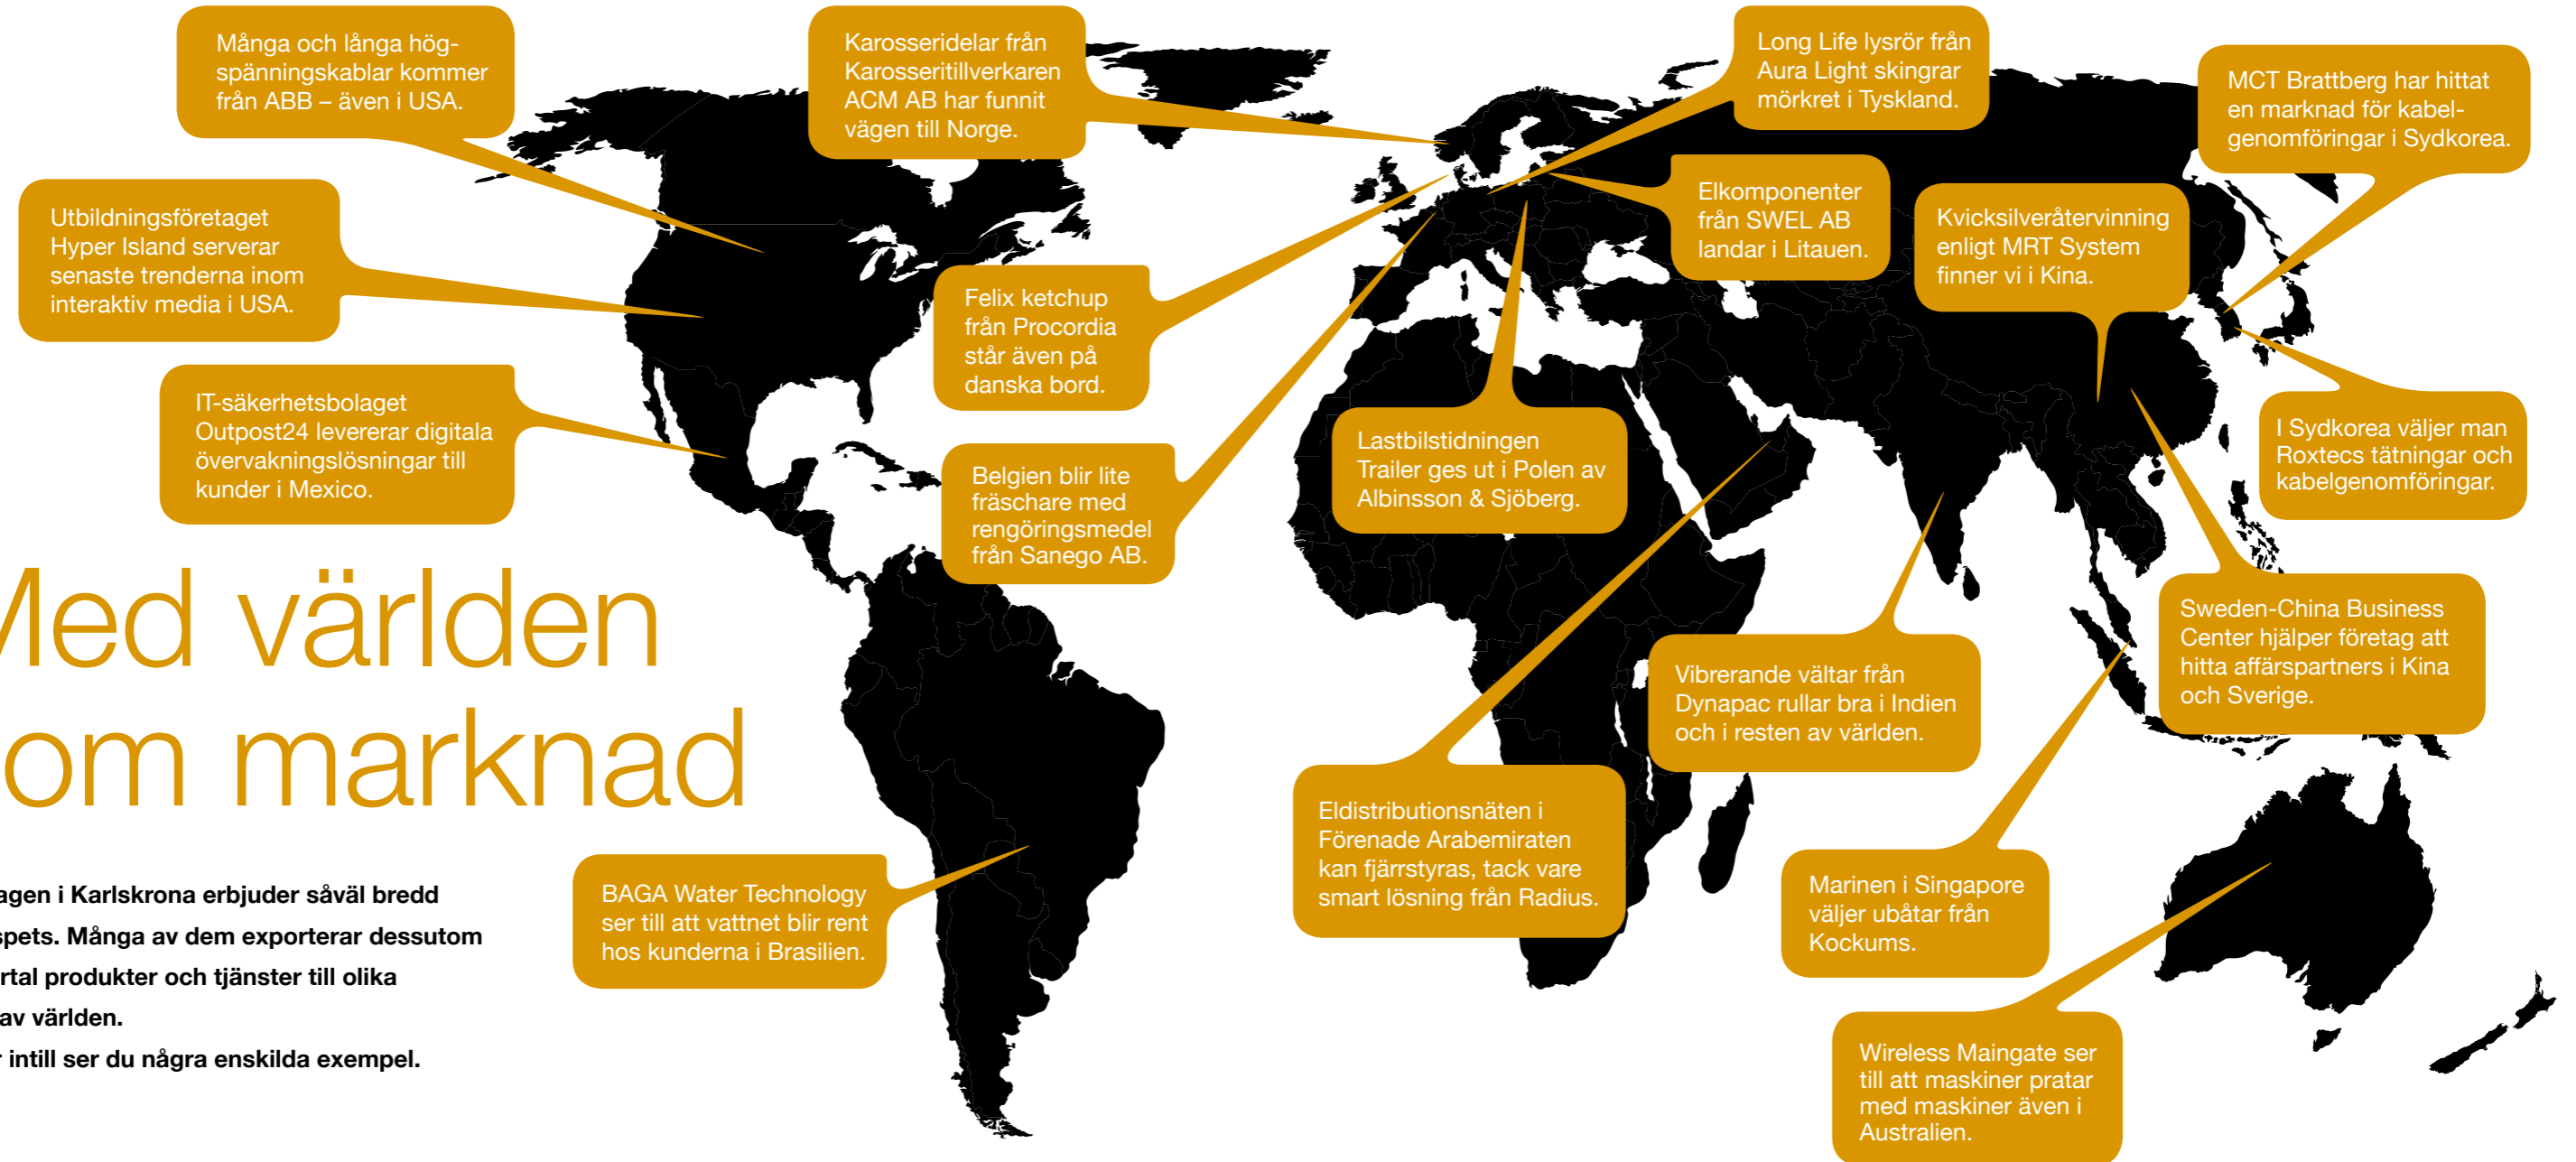 Många och långa hög-
spänningskablar kommer
från ABB – även i USA.
Karosseridelar från
Karosseritillverkaren
ACM AB har funnit
vägen till Norge.
Long Life lysrör från
Aura Light skingrar
mörkret i Tyskland.
MCT Brattberg har hittat
en marknad för kabel-
genomföringar i Sydkorea.
Utbildningsföretaget
Hyper Island serverar
senaste trenderna inom
interaktiv media i USA.
Elkomponenter
från SWEL AB
landar i Litauen.
Kvicksilveråtervinning
enligt MRT System
finner vi i Kina.
Felix ketchup
från Procordia
står även på
danska bord.
IT-säkerhetsbolaget
Outpost24 levererar digitala
övervakningslösningar till
kunder i Mexico.
Belgien blir lite
fräschare med
rengöringsmedel
från Sanego AB.
Lastbilstidningen
Trailer ges ut i Polen av
Albinsson & Sjöberg.
I Sydkorea väljer man
Roxtecs tätningar och
kabelgenomföringar.
Med världen
om marknad
agen i Karlskrona erbjuder såväl bredd
spets. Många av dem exporterar dessutom
rtal produkter och tjänster till olika
av världen.
r intill ser du några enskilda exempel.
Sweden-China Business
Center hjälper företag att
hitta affärspartners i Kina
och Sverige.
Vibrerande vältar från
Dynapac rullar bra i Indien
och i resten av världen.
Eldistributionsnäten i
Förenade Arabemiraten
kan fjärrstyras, tack vare
smart lösning från Radius.
BAGA Water Technology
ser till att vattnet blir rent
hos kunderna i Brasilien.
Marinen i Singapore
väljer ubåtar från
Kockums.
Wireless Maingate ser
till att maskiner pratar
med maskiner även i
Australien.